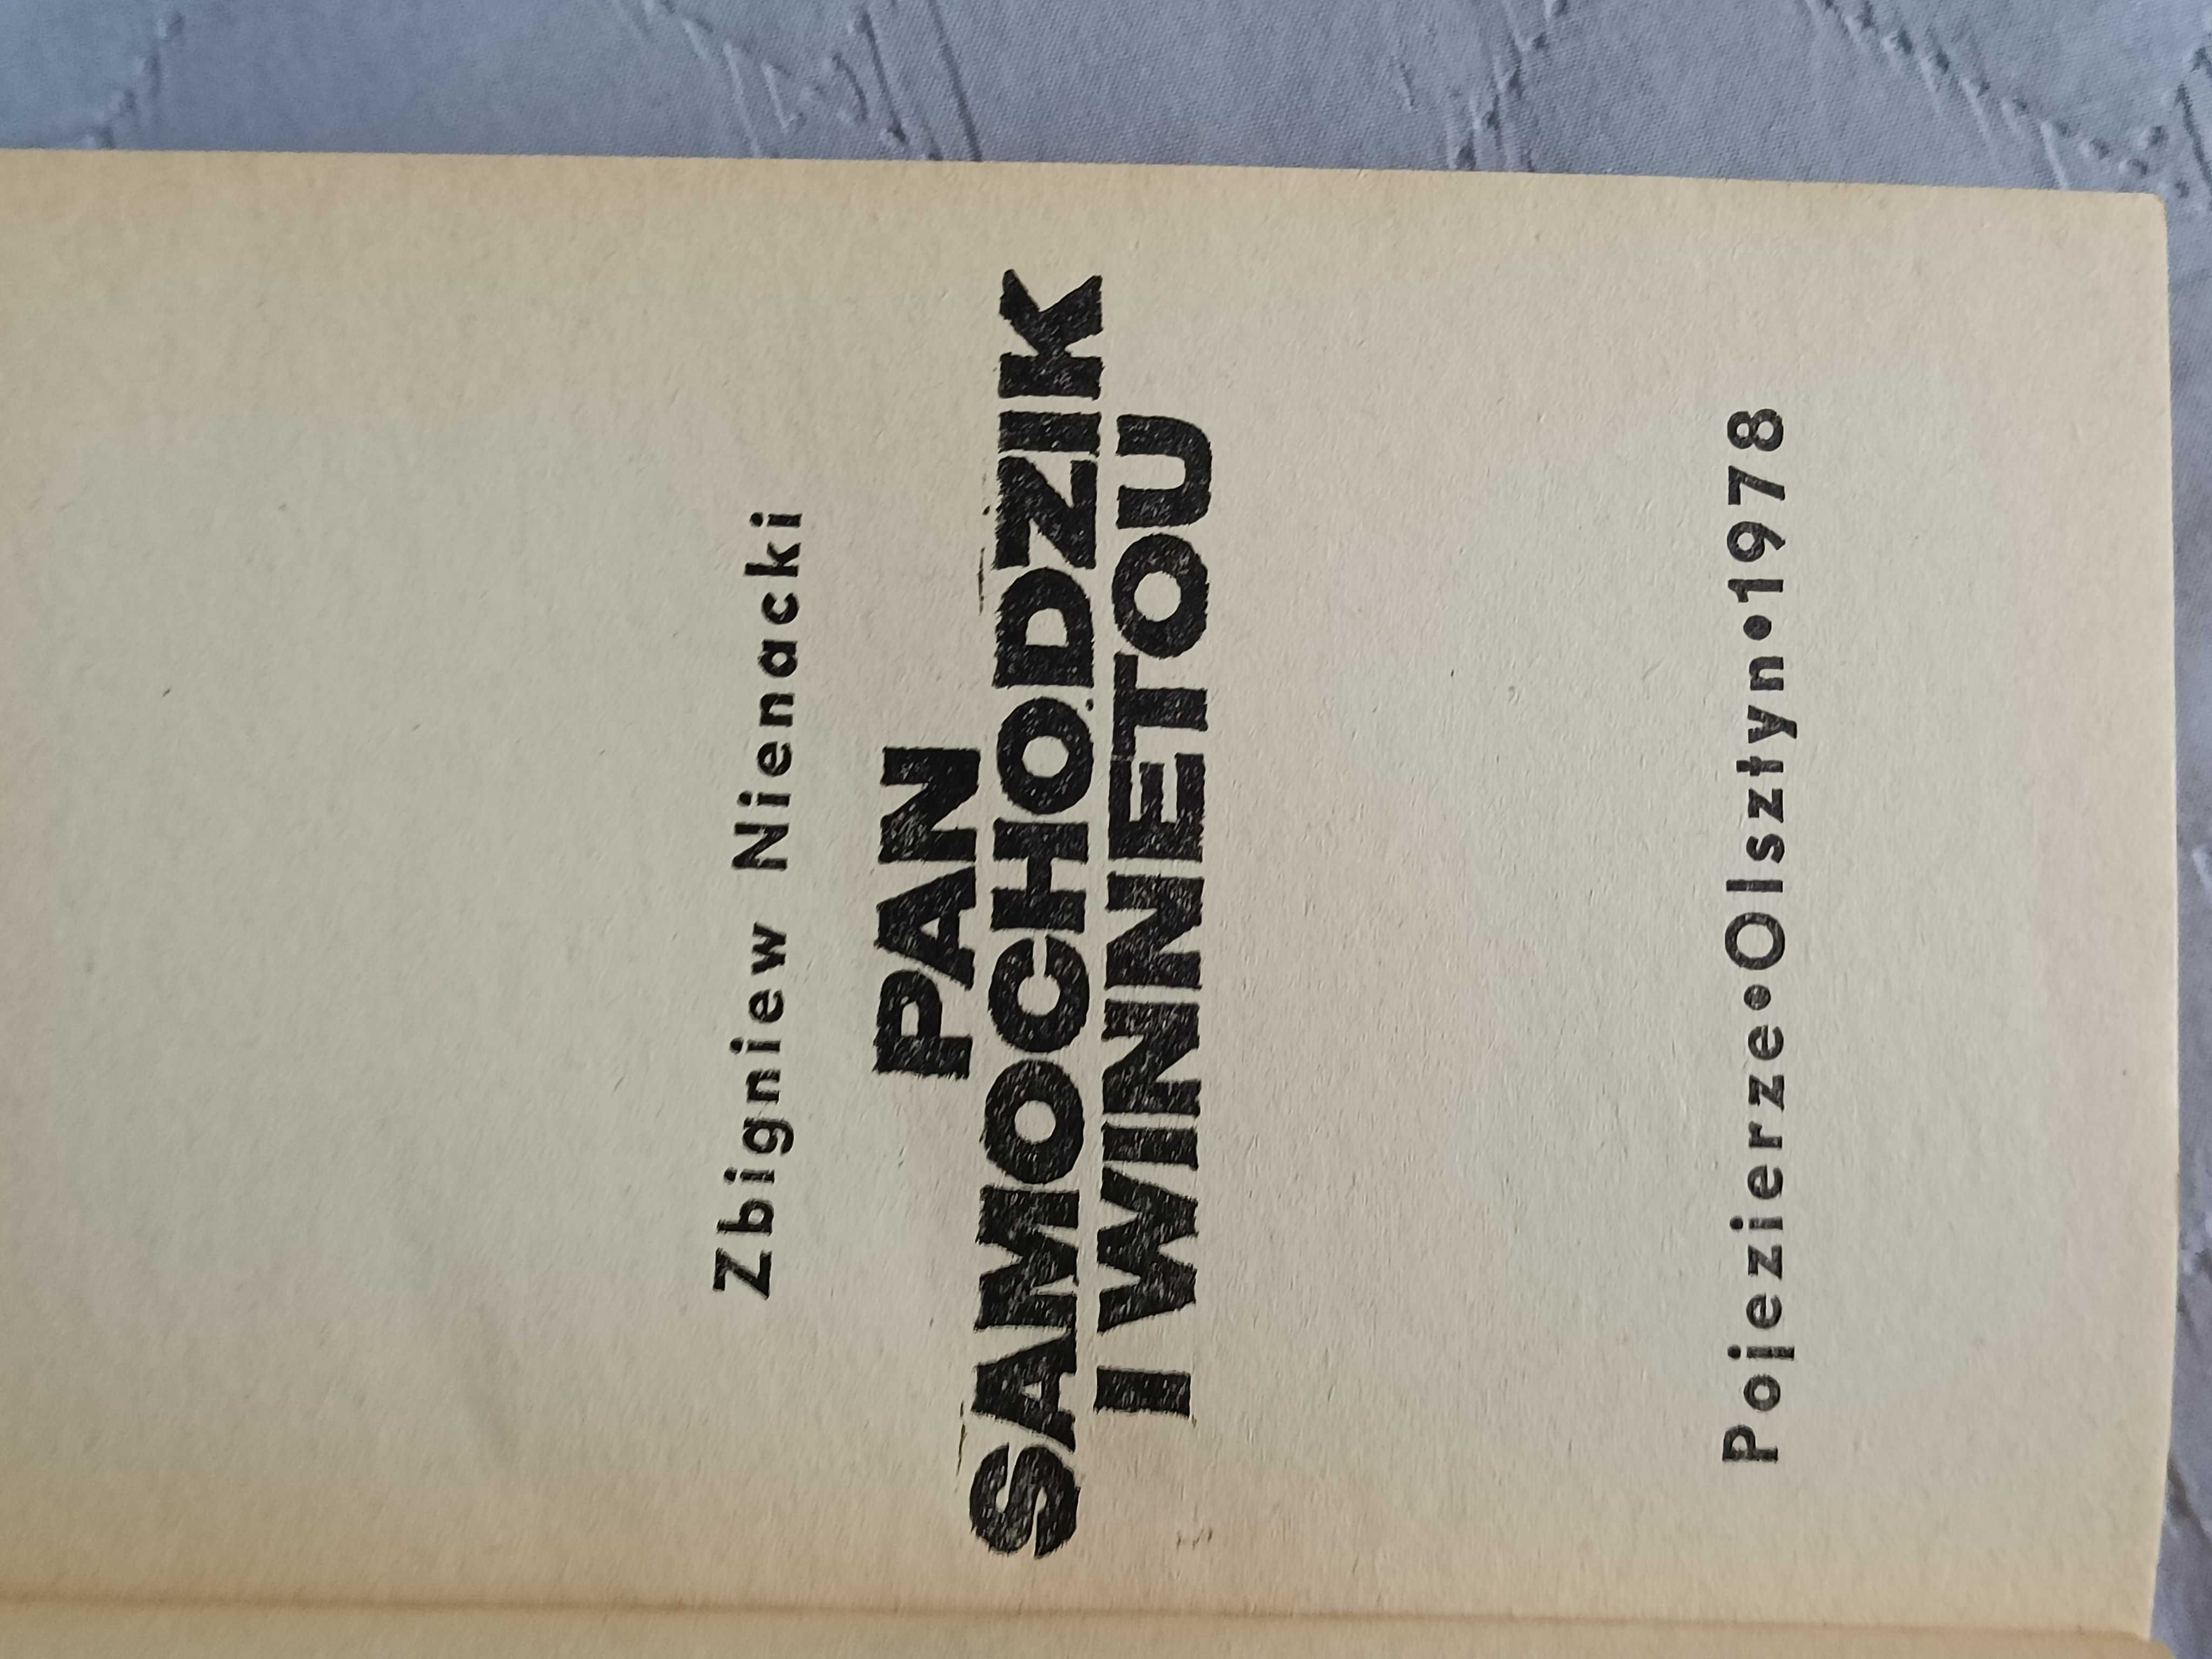 Zbigniew Nienacki
PAN
SAMOCHODZIK
I WINNETOU
Pojezierze•Olsztyn•1978